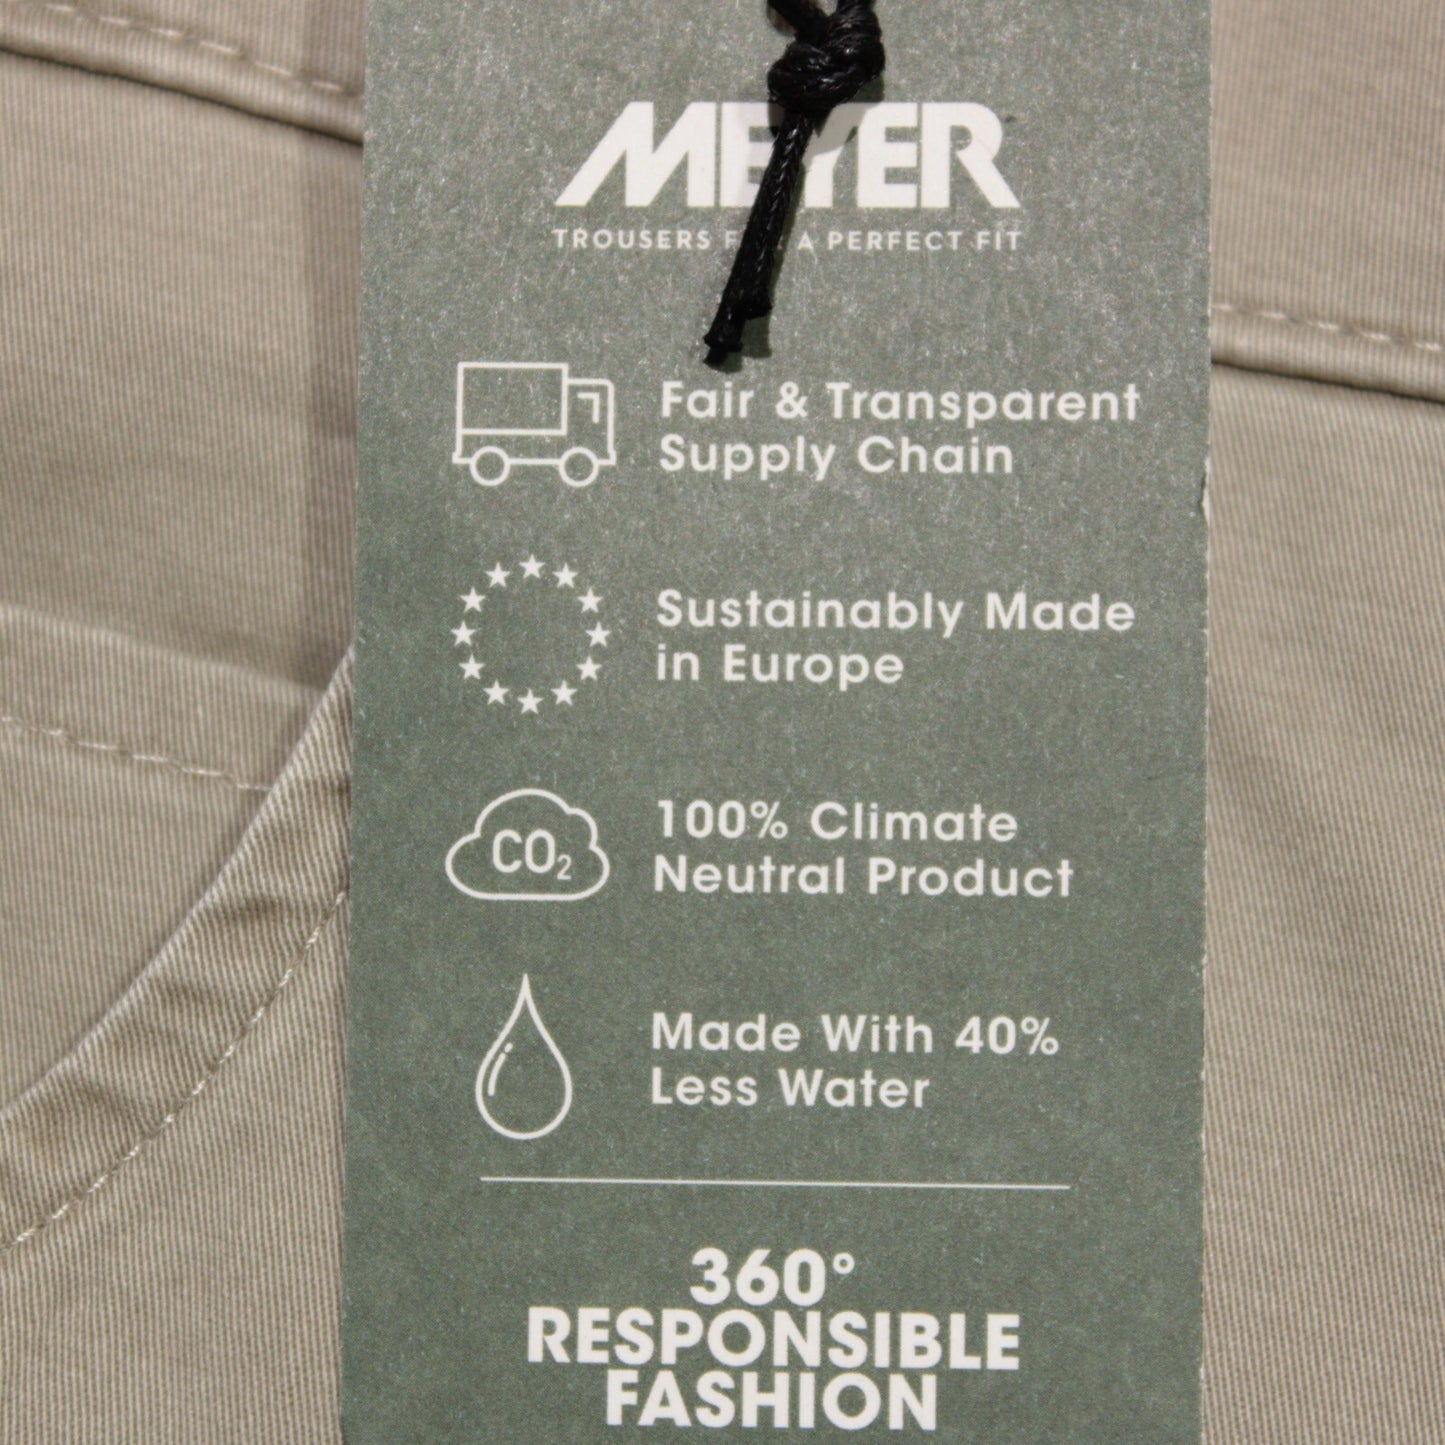 MEYER
TROUSERS FOR A PERFECT FIT
Fair & Transparent
Supply Chain
Sustainably Made
in Europe
CO₂
100% Climate
Neutral Product
Made With 40%
Less Water
360°
RESPONSIBLE
FASHION